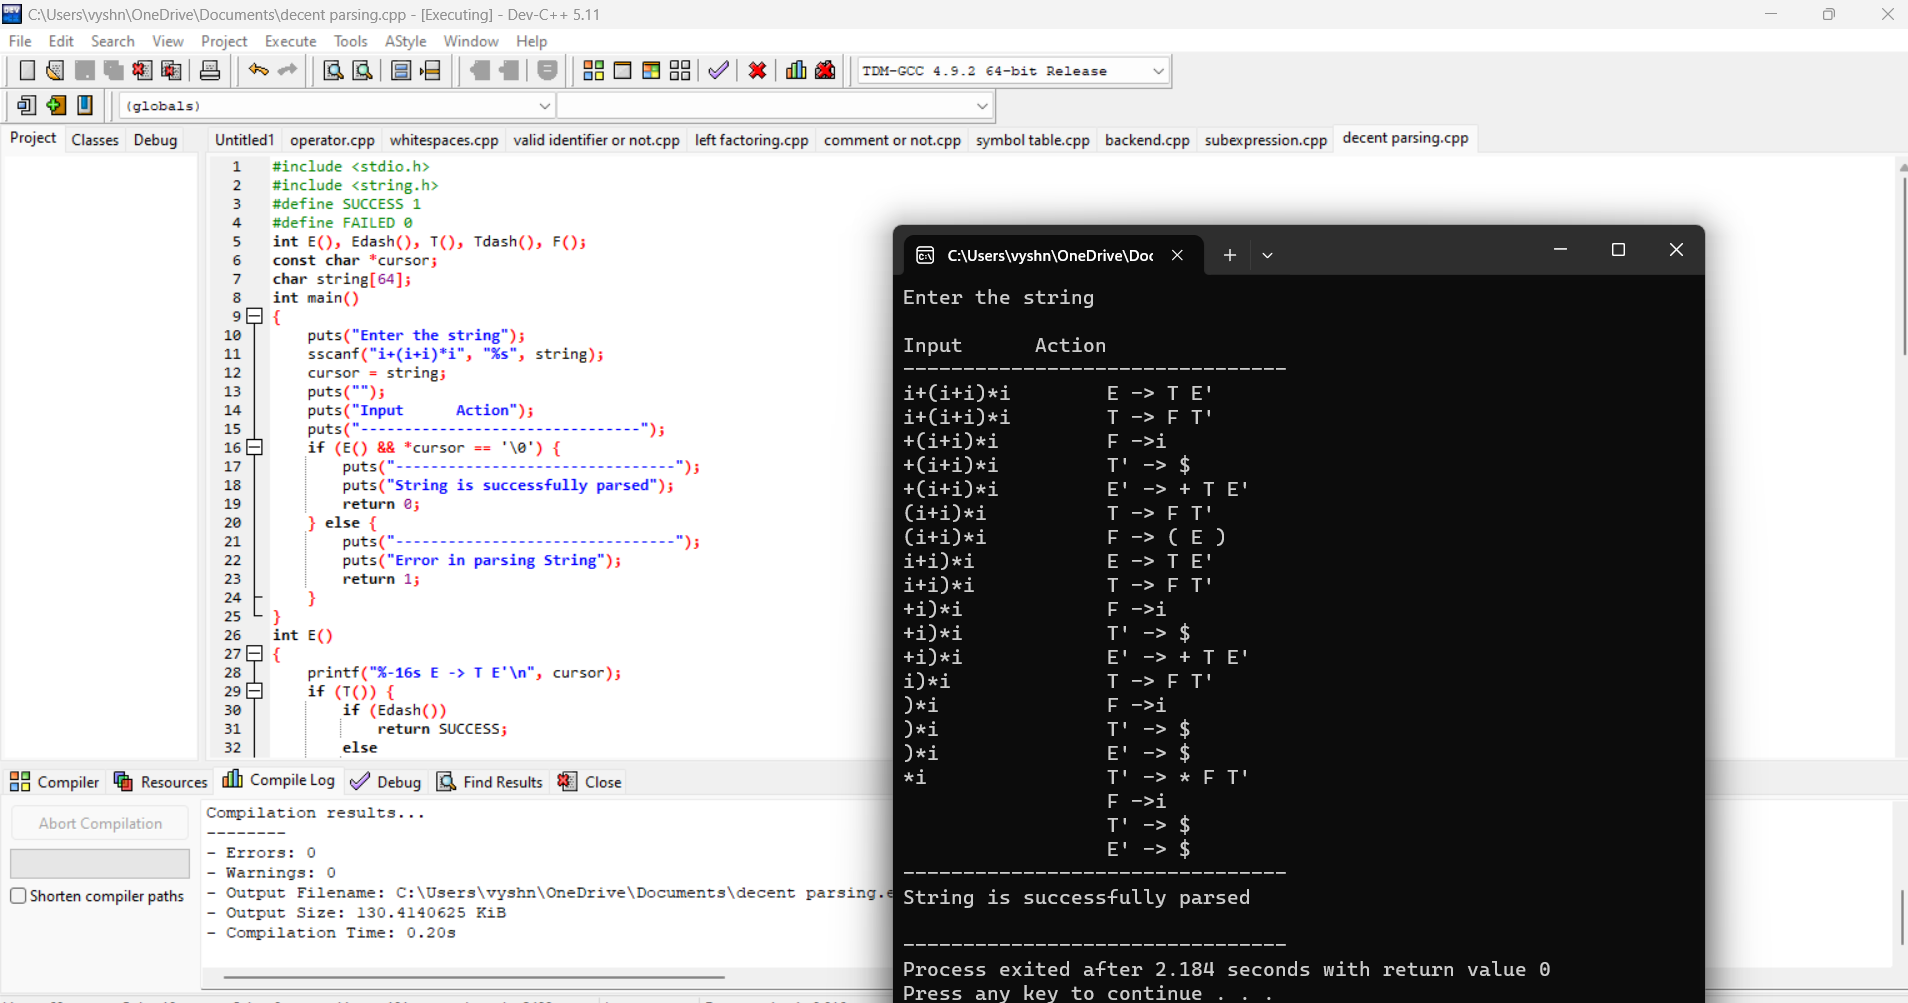 C:\Users\vyshn\OneDrive\Documents\decent parsing.cpp - [Executing] - Dev-C++ 5.11
File Edit Search View Project Execute Tools AStyle Window Help
TDM-GCC 4.9.2 64-bit Release
(globals)
Project Classes Debug
Untitled1 operator.cpp whitespaces.cpp valid identifier or not.cpp left factoring.cpp comment or not.cpp symbol table.cpp backend.cpp subexpression.cpp decent parsing.cpp
1 #include <stdio.h>
2 #include <string.h>
3 #define SUCCESS 1
4 #define FAILED 0
5 int E(), Edash(), T(), Tdash(), F();
6 const char *cursor;
7 char string[64];
8 int main()
9 {
10 puts("Enter the string");
11 sscanf("i+(i+i)*i", "%s", string);
12 cursor = string;
13 puts("");
14 puts("Input      Action");
15 puts("--------------------------------");
16 if (E() && *cursor == '\0') {
17 puts("--------------------------------");
18 puts("String is successfully parsed");
19 return 0;
20 } else {
21 puts("--------------------------------");
22 puts("Error in parsing String");
23 return 1;
24 }
25 }
26 int E()
27 {
28 printf("%-16s E -> T E'\n", cursor);
29 if (T()) {
30 if (Edash())
31 return SUCCESS;
32 else
C:\Users\vyshn\OneDrive\Doc
Enter the string
Input      Action
--------------------------------
i+(i+i)*i        E -> T E'
i+(i+i)*i        T -> F T'
+(i+i)*i         F ->i
+(i+i)*i         T' -> $
+(i+i)*i         E' -> + T E'
(i+i)*i          T -> F T'
(i+i)*i          F -> ( E )
i+i)*i           E -> T E'
i+i)*i           T -> F T'
+i)*i            F ->i
+i)*i            T' -> $
+i)*i            E' -> + T E'
i)*i             T -> F T'
)*i              F ->i
)*i              T' -> $
)*i              E' -> $
*i               T' -> * F T'
F ->i
T' -> $
E' -> $
--------------------------------
String is successfully parsed
--------------------------------
Process exited after 2.184 seconds with return value 0
Press any key to continue . . .
Compiler Resources Compile Log Debug Find Results Close
Abort Compilation
Shorten compiler paths
Compilation results...
--------
- Errors: 0
- Warnings: 0
- Output Filename: C:\Users\vyshn\OneDrive\Documents\decent parsing.e
- Output Size: 130.4140625 KiB
- Compilation Time: 0.20s